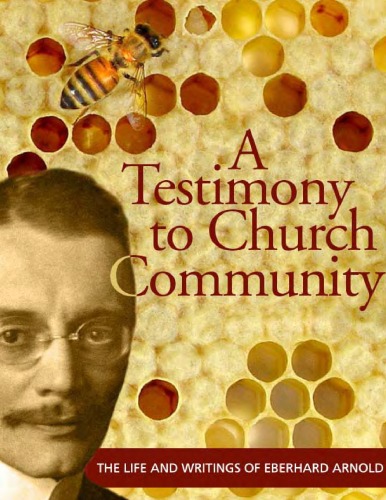 A
Testimony
to Church
Community
THE LIFE AND WRITINGS OF EBERHARD ARNOLD